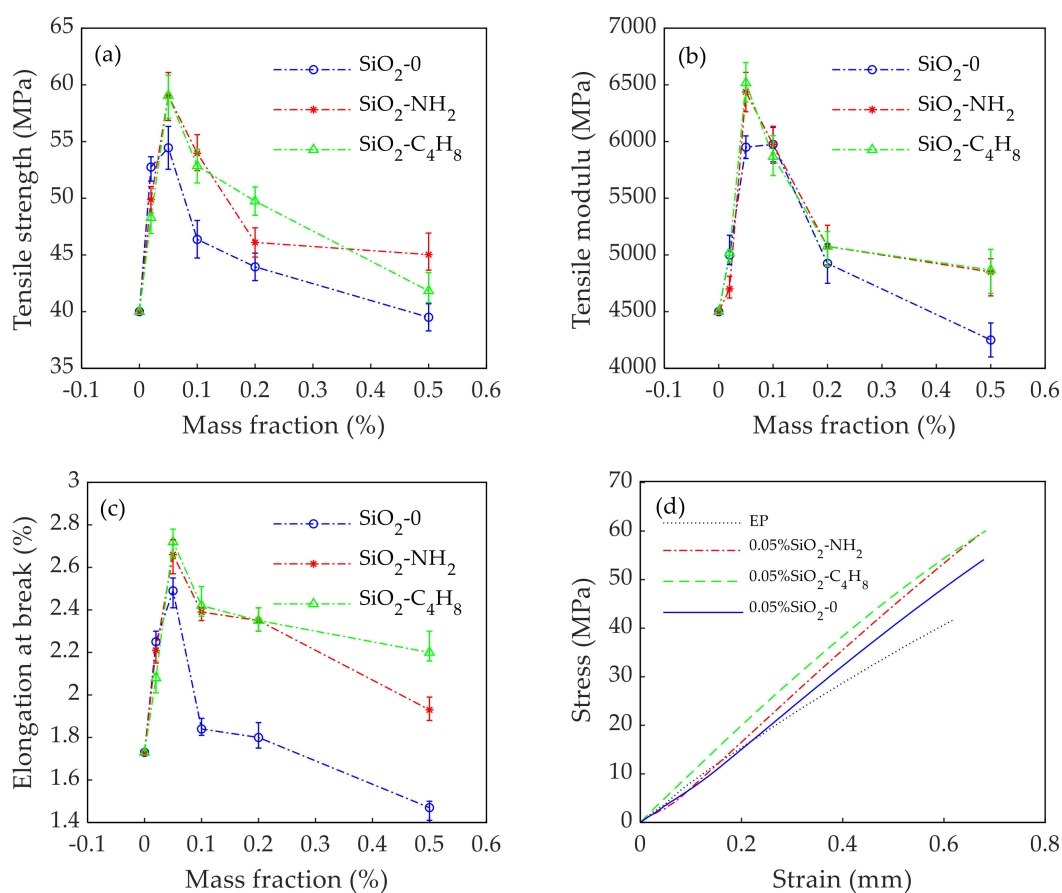 (a)
SiO2-0
SiO2-NH2
SiO2-C4H8
65
60
55
50
45
40
35
-0.1 0 0.1 0.2 0.3 0.4 0.5 0.6
Tensile strength (MPa)
Mass fraction (%)
(b)
SiO2-0
SiO2-NH2
SiO2-C4H8
7000
6500
6000
5500
5000
4500
4000
-0.1 0 0.1 0.2 0.3 0.4 0.5 0.6
Tensile modulu (MPa)
Mass fraction (%)
(c)
SiO2-0
SiO2-NH2
SiO2-C4H8
3
2.8
2.6
2.4
2.2
2
1.8
1.6
1.4
-0.1 0 0.1 0.2 0.3 0.4 0.5 0.6
Elongation at break (%)
Mass fraction (%)
(d)
EP
0.05%SiO2-NH2
0.05%SiO2-C4H8
0.05%SiO2-0
70
60
50
40
30
20
10
0
0 0.2 0.4 0.6 0.8
Stress (MPa)
Strain (mm)